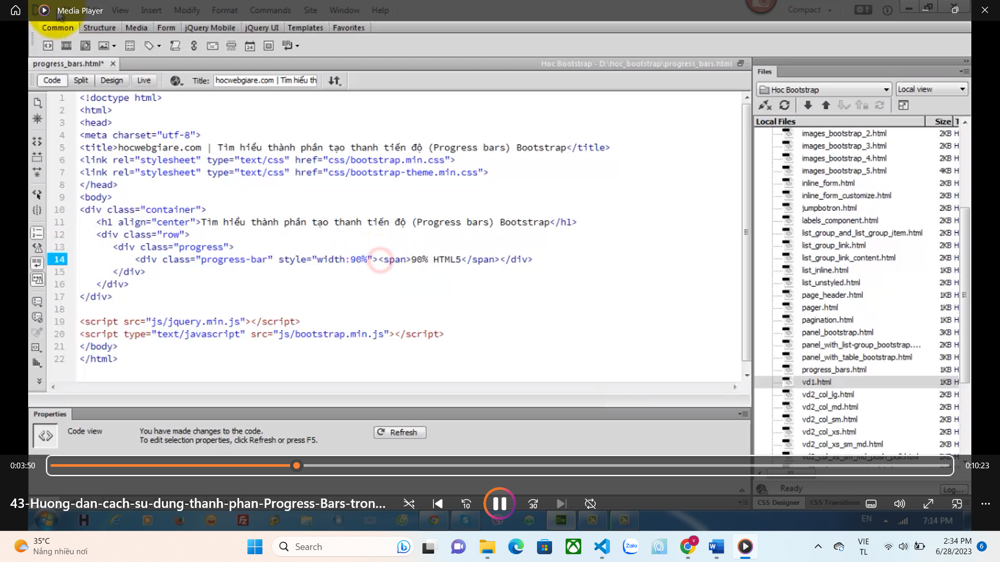 Media Player
View Insert Modify Format Commands Site Window Help
Compact
Common Structure Media Form jQuery Mobile jQuery UI Templates Favorites
progress_bars.html*
Hoc Bootstrap - D:\hoc_bootstrap\progress_bars.html
Code Split Design Live Title: hocwebgiare.com | Tìm hiểu th
1 <!doctype html>
2 <html>
3 <head>
4 <meta charset="utf-8">
5 <title>hocwebgiare.com | Tìm hiểu thành phần tạo thanh tiến độ (Progress bars) Bootstrap</title>
6 <link rel="stylesheet" type="text/css" href="css/bootstrap.min.css">
7 <link rel="stylesheet" type="text/css" href="css/bootstrap-theme.min.css">
8 </head>
9 <body>
10 <div class="container">
11 <h1 align="center">Tìm hiểu thành phần tạo thanh tiến độ (Progress bars) Bootstrap</h1>
12 <div class="row">
13 <div class="progress">
14 <div class="progress-bar" style="width:90%"><span>90% HTML5</span></div>
15 </div>
16 </div>
17 </div>
18
19 <script src="js/jquery.min.js"></script>
20 <script type="text/javascript" src="js/bootstrap.min.js"></script>
21 </body>
22 </html>
Files
Hoc Bootstrap Local view
Local Files Size T
images_bootstrap_2.html 2KB H
images_bootstrap_3.html 2KB H
images_bootstrap_4.html 2KB H
images_bootstrap_5.html 4KB H
inline_form.html 2KB H
inline_form_customize.html 2KB H
jumpbotron.html 2KB H
labels_component.html 2KB H
list_group_and_list_group_item.html 2KB H
list_group_link.html 2KB H
list_group_link_content.html 2KB H
list_inline.html 1KB H
list_unstyled.html 2KB H
page_header.html 1KB H
pager.html 1KB H
pagination.html 1KB H
panel_bootstrap.html 3KB H
panel_with_list-group_bootstrap.... 2KB H
panel_with_table_bootstrap.html 3KB H
progress_bars.html 1KB H
vd1.html 1KB H
vd2_col_lg.html 2KB H
vd2_col_md.html 2KB H
vd2_col_sm.html 2KB H
vd2_col_xs.html 2KB H
vd2_col_xs_sm_md.html 2KB H
vd2_col_xs_sm_md_push_pull.html 2KB H
Properties
Code view
You have made changes to the code.
To edit selection properties, click Refresh or press F5.
Refresh
0:03:50
0:10:23
Ready Log...
CSS Designer CSS Transitions
43-Huong-dan-cach-su-dung-thanh-phan-Progress-Bars-tron...
10
30
EN 7:14 PM
35°C
Nắng nhiều nơi
Search
Zalo
VIE
TL
2:34 PM
6/28/2023
6